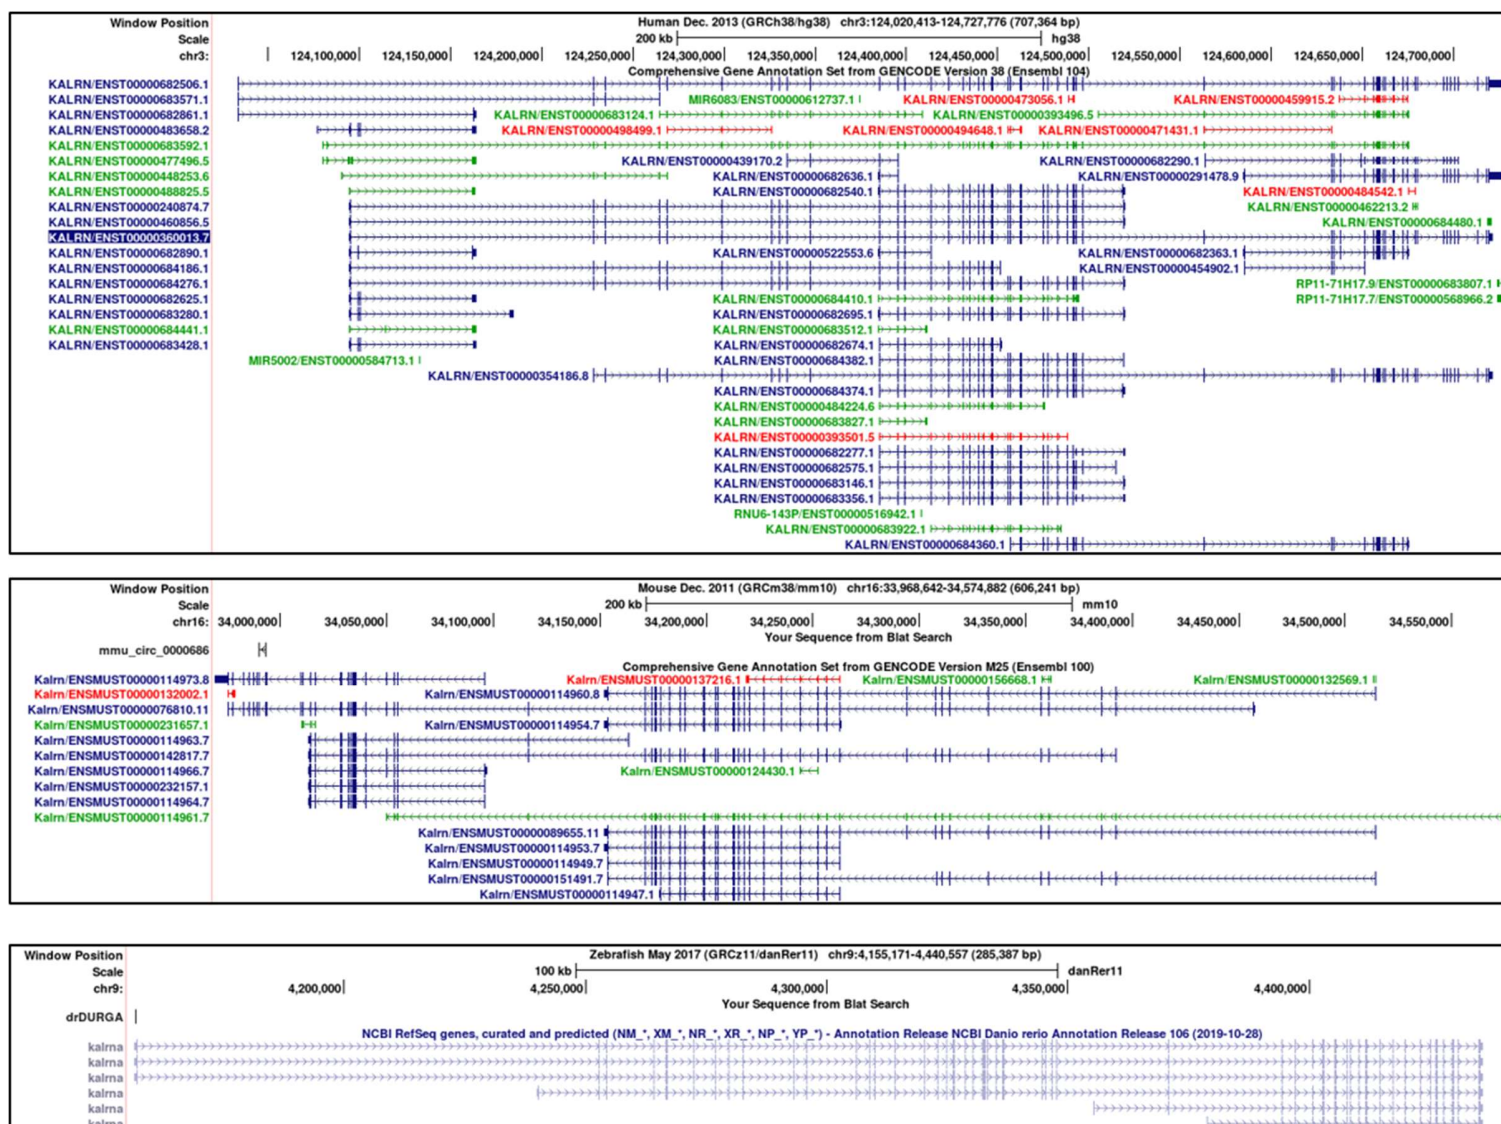 Window Position Human Dec. 2013 (GRCh38/hg38) chr3:124,020,413-124,727,776 (707,364 bp)
Scale 200 kb hg38
chr3: 124,100,000 124,150,000 124,200,000 124,250,000 124,300,000 124,350,000 124,400,000 124,450,000 124,500,000 124,550,000 124,600,000 124,650,000 124,700,000
Comprehensive Gene Annotation Set from GENCODE Version 38 (Ensembl 104)
KALRN/ENST00000682506.1
KALRN/ENST00000683571.1 MIR6083/ENST00000612737.1 KALRN/ENST00000473056.1 KALRN/ENST00000459915.2
KALRN/ENST00000682861.1 KALRN/ENST00000683124.1 KALRN/ENST00000393496.5
KALRN/ENST00000483658.2 KALRN/ENST00000498499.1 KALRN/ENST00000494648.1 KALRN/ENST00000471431.1
KALRN/ENST00000683592.1
KALRN/ENST00000477496.5 KALRN/ENST00000439170.2 KALRN/ENST00000682290.1
KALRN/ENST00000448253.6 KALRN/ENST00000682636.1 KALRN/ENST00000291478.9
KALRN/ENST00000488825.5 KALRN/ENST00000682540.1 KALRN/ENST00000484542.1
KALRN/ENST00000240874.7 KALRN/ENST00000462213.2
KALRN/ENST00000460856.5 KALRN/ENST00000684480.1
KALRN/ENST00000360013.7
KALRN/ENST00000682890.1 KALRN/ENST00000522553.6 KALRN/ENST00000682363.1
KALRN/ENST00000684186.1 KALRN/ENST00000454902.1
KALRN/ENST00000684276.1 RP11-71H17.9/ENST00000683807.1
KALRN/ENST00000682625.1 KALRN/ENST00000684410.1 RP11-71H17.7/ENST00000568966.2
KALRN/ENST00000683280.1 KALRN/ENST00000682695.1
KALRN/ENST00000684441.1 KALRN/ENST00000683512.1
KALRN/ENST00000683428.1 KALRN/ENST00000682674.1
MIR5002/ENST00000584713.1 KALRN/ENST00000684382.1
KALRN/ENST00000354186.8
KALRN/ENST00000684374.1
KALRN/ENST00000484224.6
KALRN/ENST00000683827.1
KALRN/ENST00000393501.5
KALRN/ENST00000682277.1
KALRN/ENST00000682575.1
KALRN/ENST00000683146.1
KALRN/ENST00000683356.1
RNU6-143P/ENST00000516942.1
KALRN/ENST00000683922.1
KALRN/ENST00000684360.1
Window Position Mouse Dec. 2011 (GRCm38/mm10) chr16:33,968,642-34,574,882 (606,241 bp)
Scale 200 kb mm10
chr16: 34,000,000 34,050,000 34,100,000 34,150,000 34,200,000 34,250,000 34,300,000 34,350,000 34,400,000 34,450,000 34,500,000 34,550,000
Your Sequence from Blat Search
mmu_circ_0000686
Comprehensive Gene Annotation Set from GENCODE Version M25 (Ensembl 100)
Kalrn/ENSMUST00000114973.8 Kalrn/ENSMUST00000137216.1 Kalrn/ENSMUST00000156668.1 Kalrn/ENSMUST00000132569.1
Kalrn/ENSMUST00000132002.1 Kalrn/ENSMUST00000114960.8
Kalrn/ENSMUST00000076810.11
Kalrn/ENSMUST00000231657.1 Kalrn/ENSMUST00000114954.7
Kalrn/ENSMUST00000114963.7
Kalrn/ENSMUST00000142817.7
Kalrn/ENSMUST00000114966.7 Kalrn/ENSMUST00000124430.1
Kalrn/ENSMUST00000232157.1
Kalrn/ENSMUST00000114964.7
Kalrn/ENSMUST00000114961.7
Kalrn/ENSMUST00000089655.11
Kalrn/ENSMUST00000114953.7
Kalrn/ENSMUST00000114949.7
Kalrn/ENSMUST00000151491.7
Kalrn/ENSMUST00000114947.1
Window Position Zebrafish May 2017 (GRCz11/danRer11) chr9:4,155,171-4,440,557 (285,387 bp)
Scale 100 kb danRer11
chr9: 4,200,000 4,250,000 4,300,000 4,350,000 4,400,000
Your Sequence from Blat Search
drDURGA
NCBI RefSeq genes, curated and predicted (NM_*, XM_*, NR_*, XR_*, NP_*, YP_*) - Annotation Release NCBI Danio rerio Annotation Release 106 (2019-10-28)
kalrna
kalrna
kalrna
kalrna
kalrna
kalrna